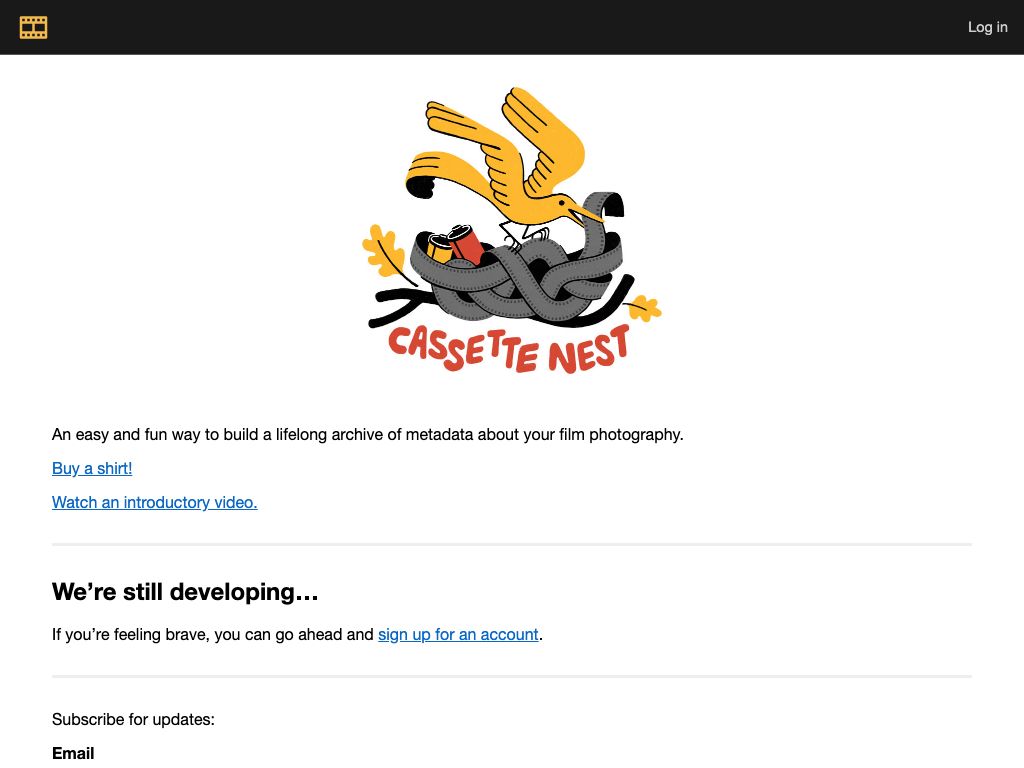 Log in
CASSETTE NEST
An easy and fun way to build a lifelong archive of metadata about your film photography.
Buy a shirt!
Watch an introductory video.
We’re still developing…
If you’re feeling brave, you can go ahead and sign up for an account.
Subscribe for updates:
Email